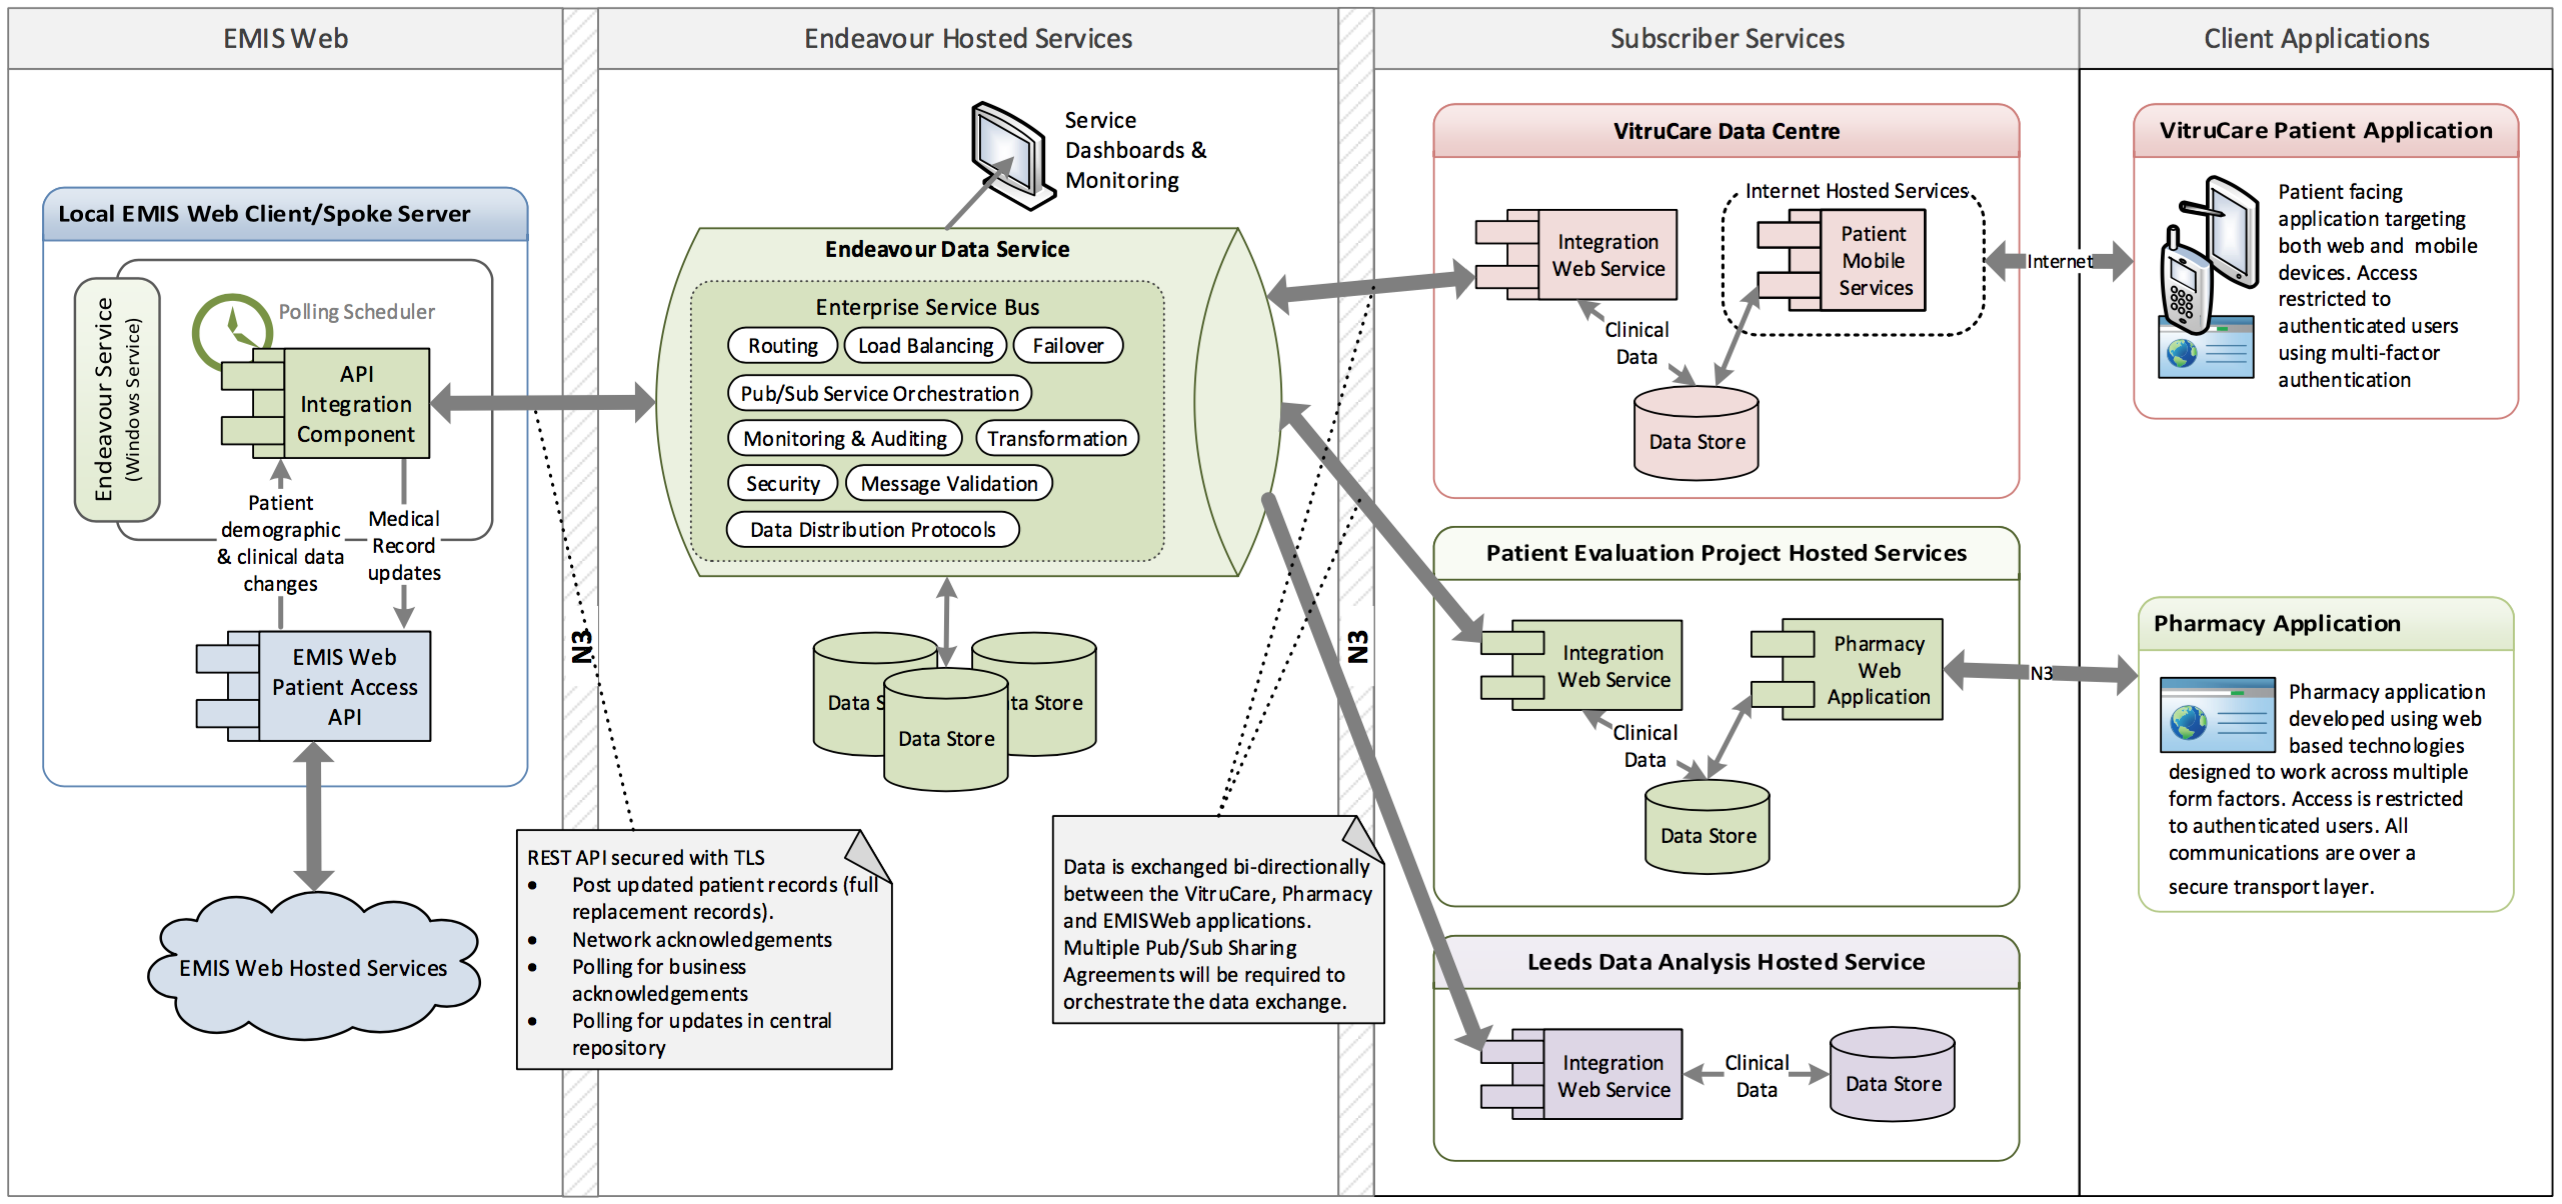 EMIS Web
Endeavour Hosted Services
Subscriber Services
Client Applications
Local EMIS Web Client/Spoke Server
Endeavour Service
(Windows Service)
Polling Scheduler
API
Integration
Component
Patient
demographic
& clinical data
changes
Medical
Record
updates
EMIS Web
Patient Access
API
EMIS Web Hosted Services
N3
Service
Dashboards &
Monitoring
Endeavour Data Service
Enterprise Service Bus
Routing
Load Balancing
Failover
Pub/Sub Service Orchestration
Monitoring & Auditing
Transformation
Security
Message Validation
Data Distribution Protocols
Data S
ta Store
Data Store
REST API secured with TLS
• Post updated patient records (full
replacement records).
• Network acknowledgements
• Polling for business
acknowledgements
• Polling for updates in central
repository
Data is exchanged bi-directionally
between the VitruCare, Pharmacy
and EMISWeb applications.
Multiple Pub/Sub Sharing
Agreements will be required to
orchestrate the data exchange.
N3
VitruCare Data Centre
Internet Hosted Services
Integration
Web Service
Patient
Mobile
Services
Clinical
Data
Data Store
Internet
Patient Evaluation Project Hosted Services
Integration
Web Service
Pharmacy
Web
Application
Clinical
Data
Data Store
N3
Leeds Data Analysis Hosted Service
Integration
Web Service
Clinical
Data
Data Store
VitruCare Patient Application
Patient facing
application targeting
both web and mobile
devices. Access
restricted to
authenticated users
using multi-factor
authentication
Pharmacy Application
Pharmacy application
developed using web
based technologies
designed to work across multiple
form factors. Access is restricted
to authenticated users. All
communications are over a
secure transport layer.